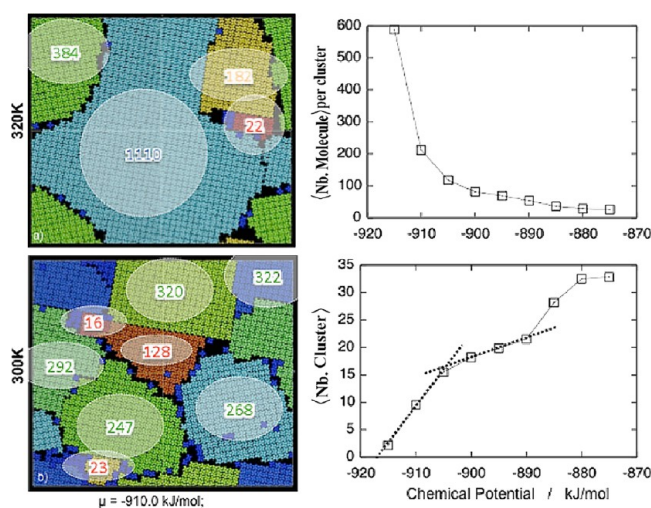 320K
384
182
22
1110
a)
300K
322
320
16
128
292
268
247
23
b)
μ = -910.0 kJ/mol;
⟨Nb. Molecule⟩per cluster
600
500
400
300
200
100
0
-920 -910 -900 -890 -880 -870
⟨Nb. Cluster⟩
35
30
25
20
15
10
5
0
-920 -910 -900 -890 -880 -870
Chemical Potential / kJ/mol